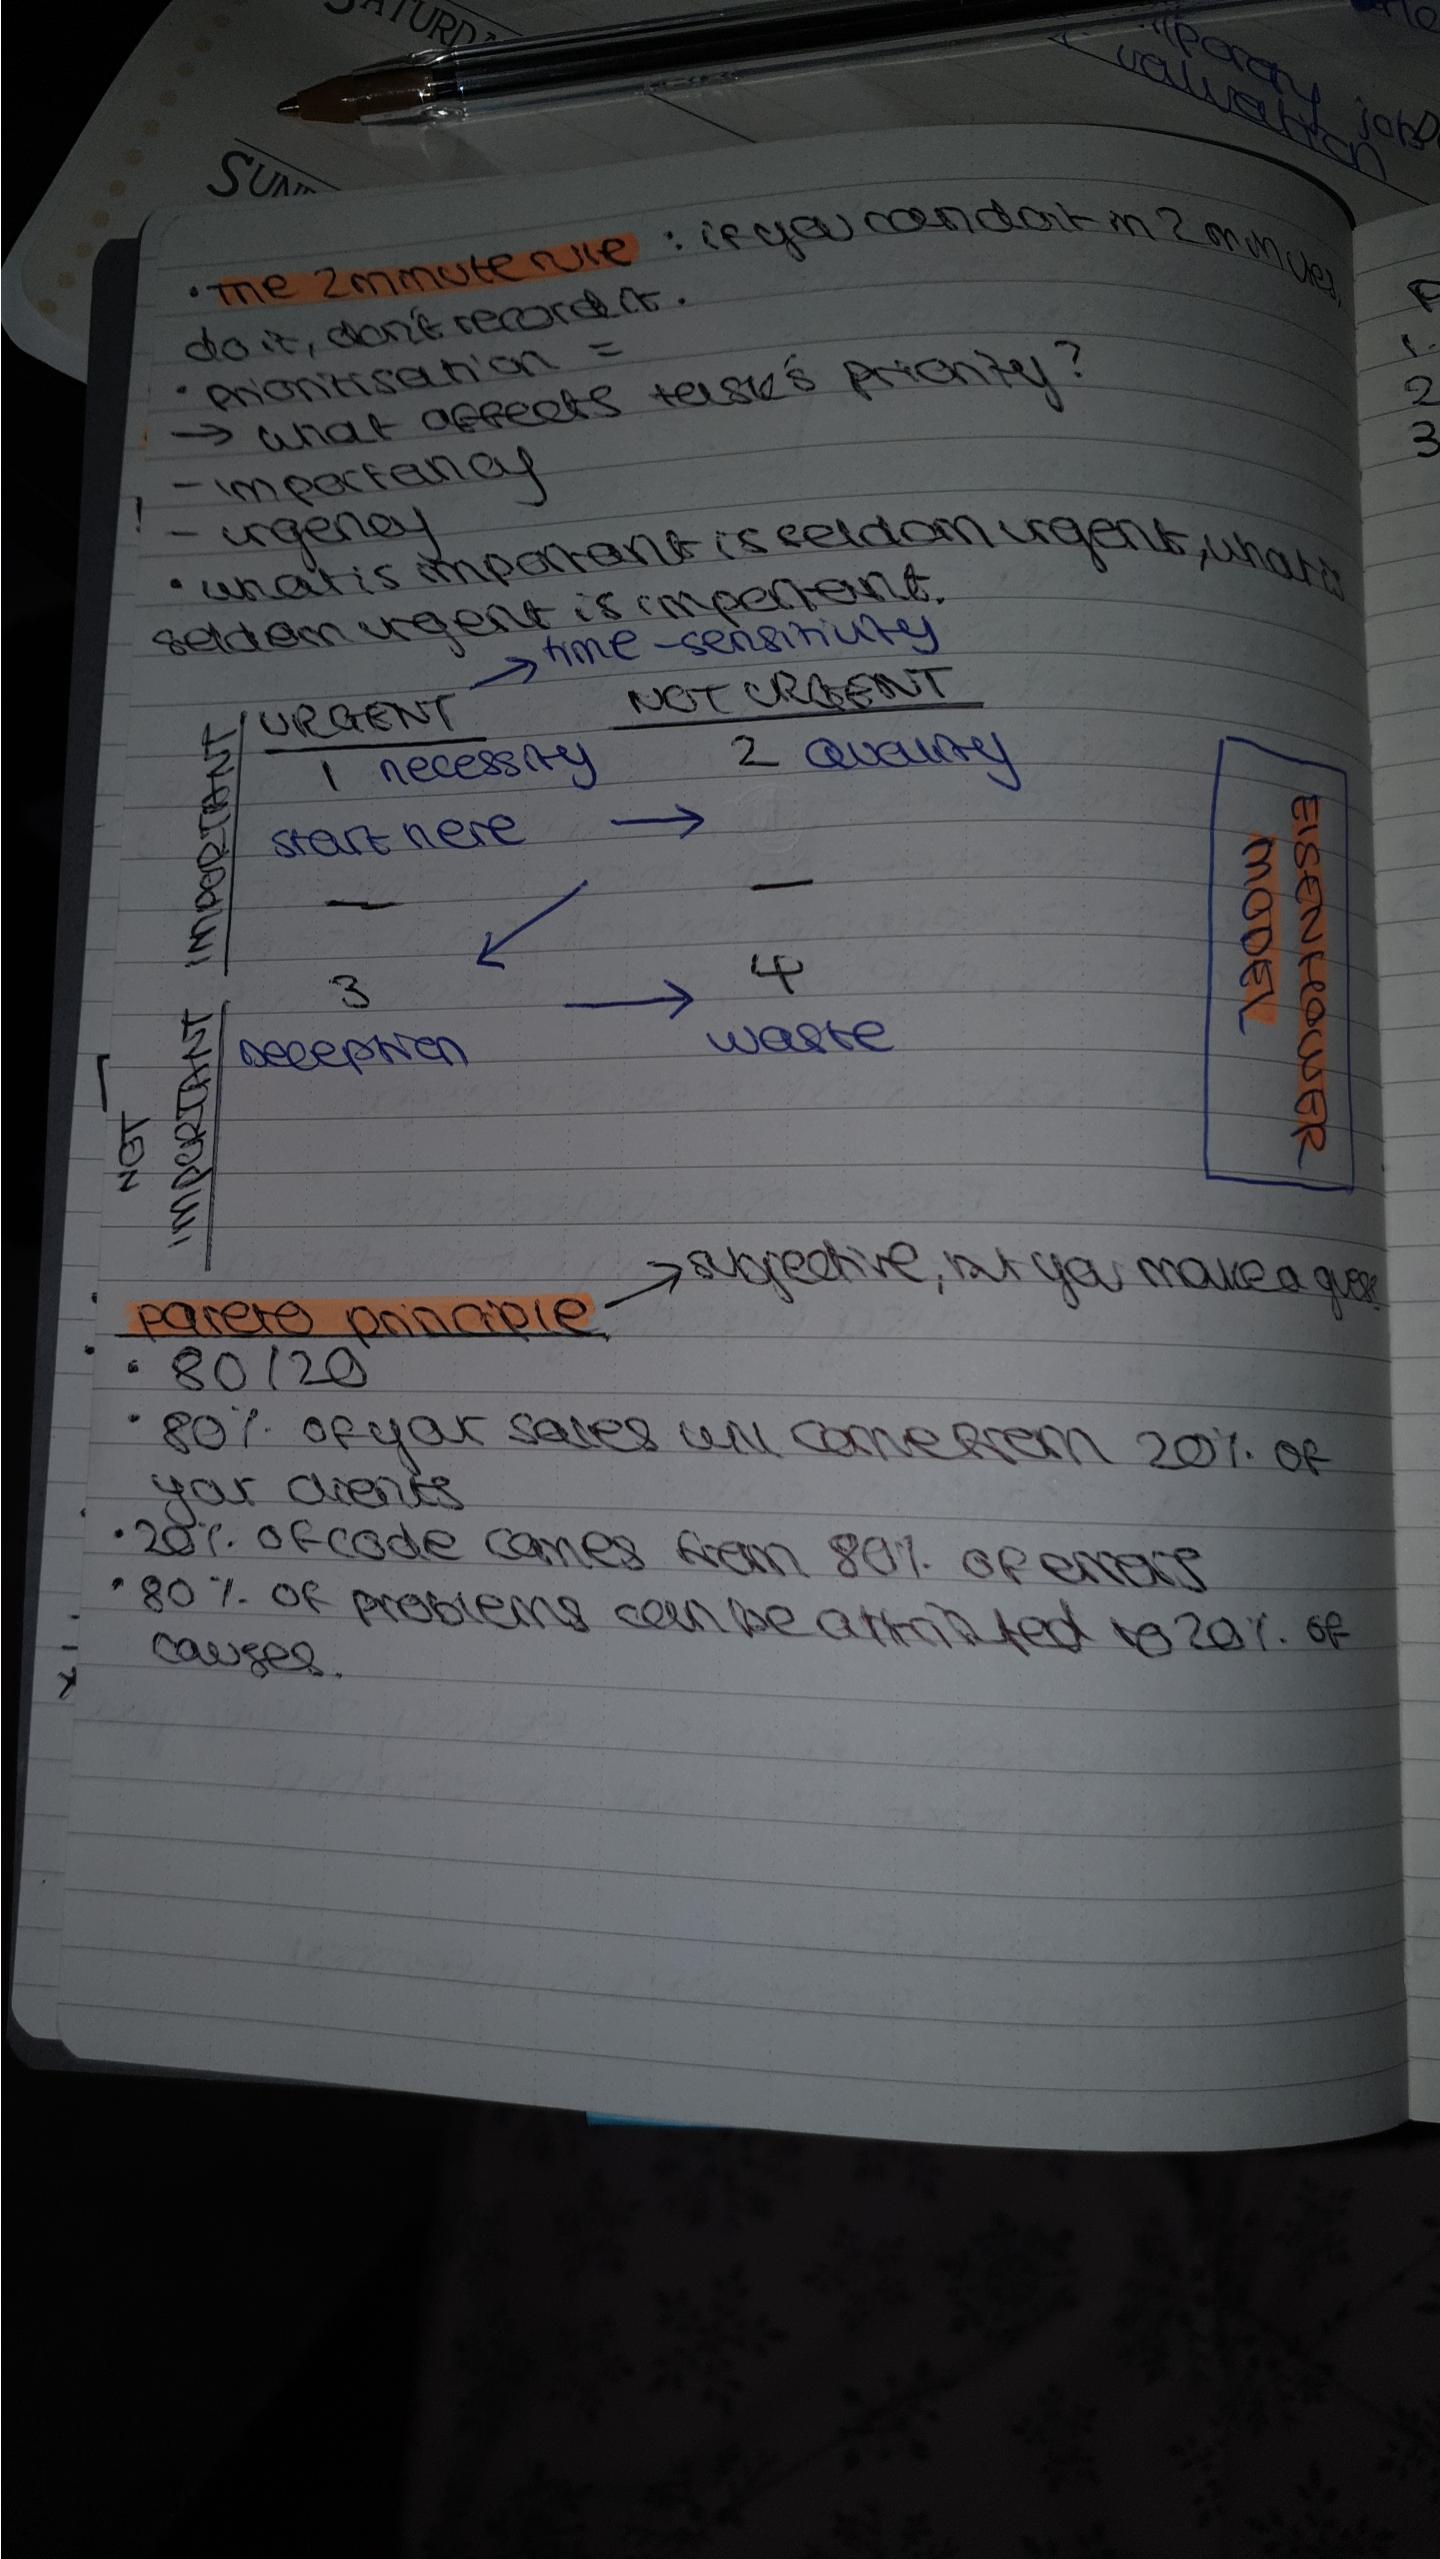 SATURDA
SUN
valuation
jobs
• The 2 minute rule : if you can do it in 2 minutes,
do it, don't record it.
• prioritisation =
→ what affects task's priority?
- importancy
! - urgency
• what is important is seldom urgent, what is
seldom urgent is important.
→ time-sensitivity
URGENT NOT URGENT
IMPORTANT
1 necessity 2 Quality
start here →
3 → 4
Deception waste
NOT
IMPORTANT
EISENHOWER
MODEL
pareto principle → subjective, but you make a guess.
• 80/20
• 80% of your sales will come from 20% of
your clients
• 20% of code comes from 80% of errors
• 80% of problems can be attributed to 20% of
causes.
1.
2
3